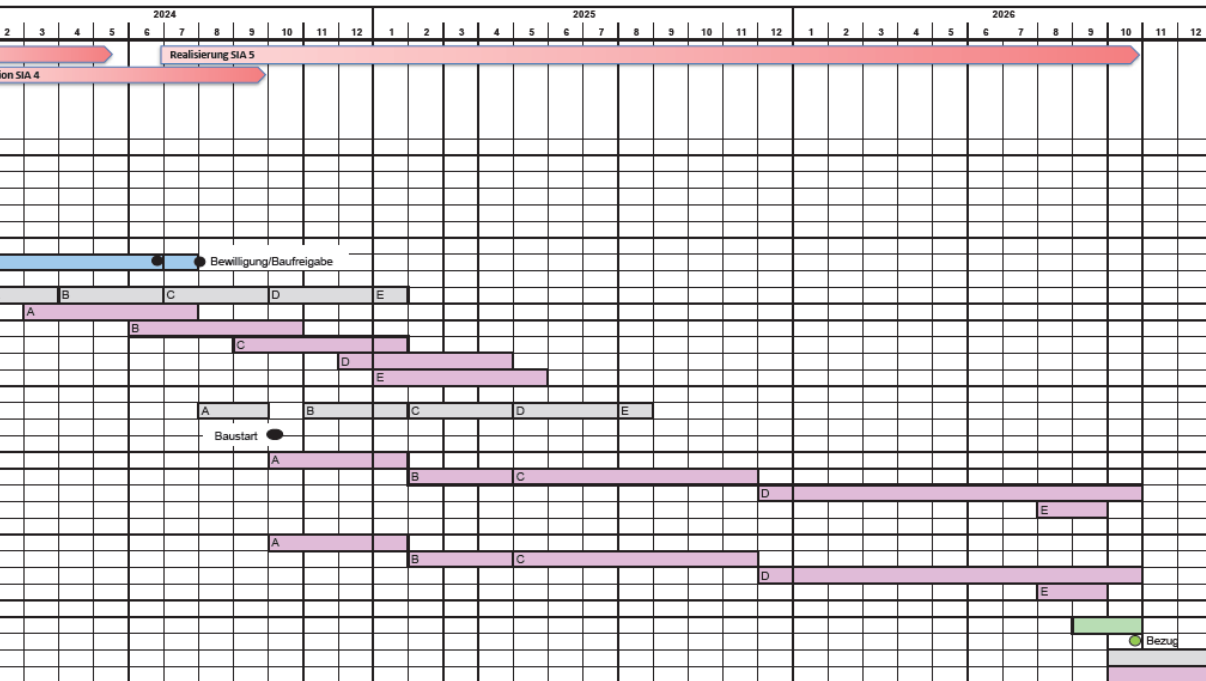 2024 2025 2026
2 3 4 5 6 7 8 9 10 11 12 1 2 3 4 5 6 7 8 9 10 11 12 1 2 3 4 5 6 7 8 9 10 11 12
Realisierung SIA 5
ion SIA 4
Bewilligung/Baufreigabe
B C D E
A
B
C
D
E
A B C D E
Baustart
A
B C
D
E
A
B C
D
E
Bezug